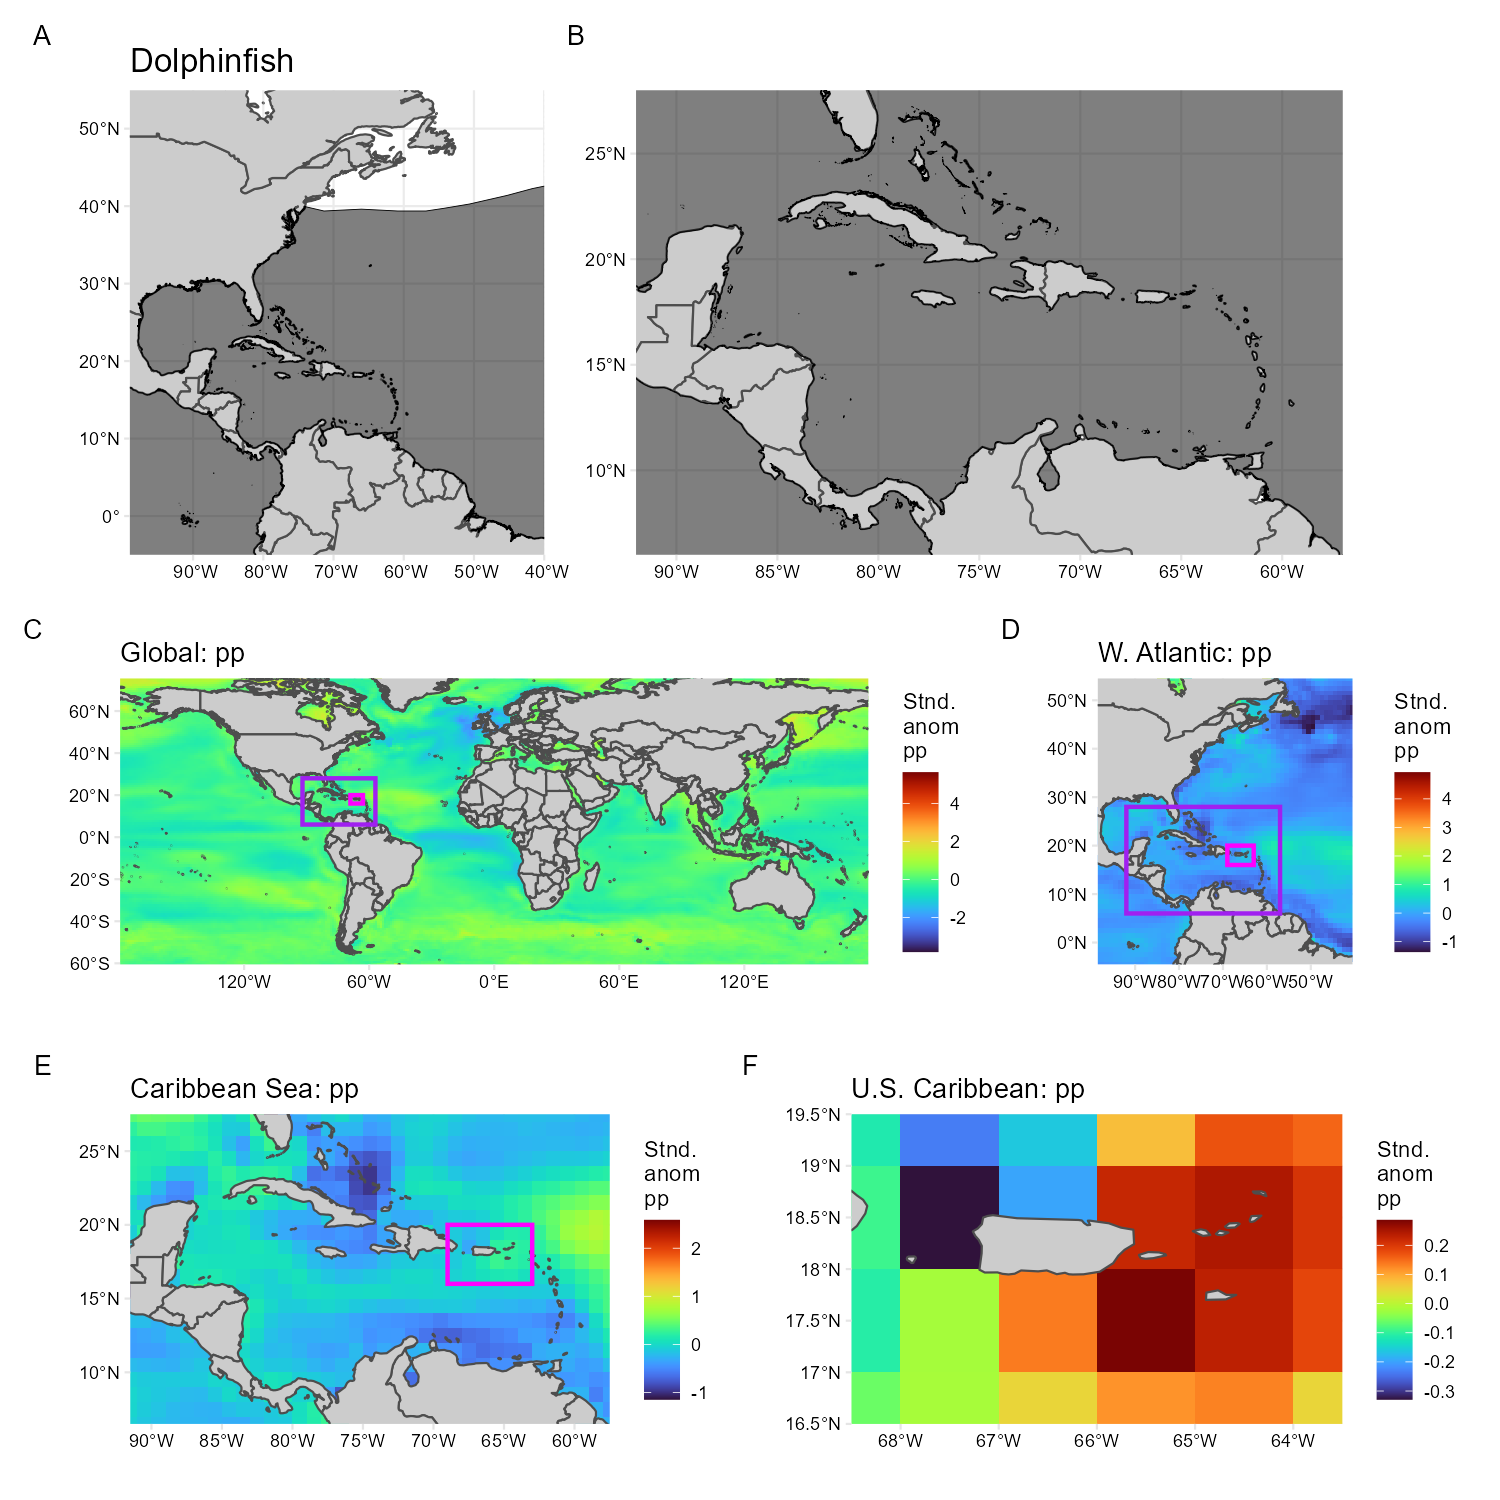 A
B
Dolphinfish
50°N
40°N
30°N
20°N
10°N
0°
90°W 80°W 70°W 60°W 50°W 40°W
25°N
20°N
15°N
10°N
90°W 85°W 80°W 75°W 70°W 65°W 60°W
C
D
Global: pp
60°N
40°N
20°N
0°N
20°S
40°S
60°S
120°W 60°W 0°E 60°E 120°E
Stnd.
anom
pp
4
2
0
-2
W. Atlantic: pp
50°N
40°N
30°N
20°N
10°N
0°N
90°W80°W70°W60°W50°W
Stnd.
anom
pp
4
3
2
1
0
-1
E
F
Caribbean Sea: pp
25°N
20°N
15°N
10°N
90°W 85°W 80°W 75°W 70°W 65°W 60°W
Stnd.
anom
pp
2
1
0
-1
U.S. Caribbean: pp
19.5°N
19°N
18.5°N
18°N
17.5°N
17°N
16.5°N
68°W 67°W 66°W 65°W 64°W
Stnd.
anom
pp
0.2
0.1
0.0
-0.1
-0.2
-0.3